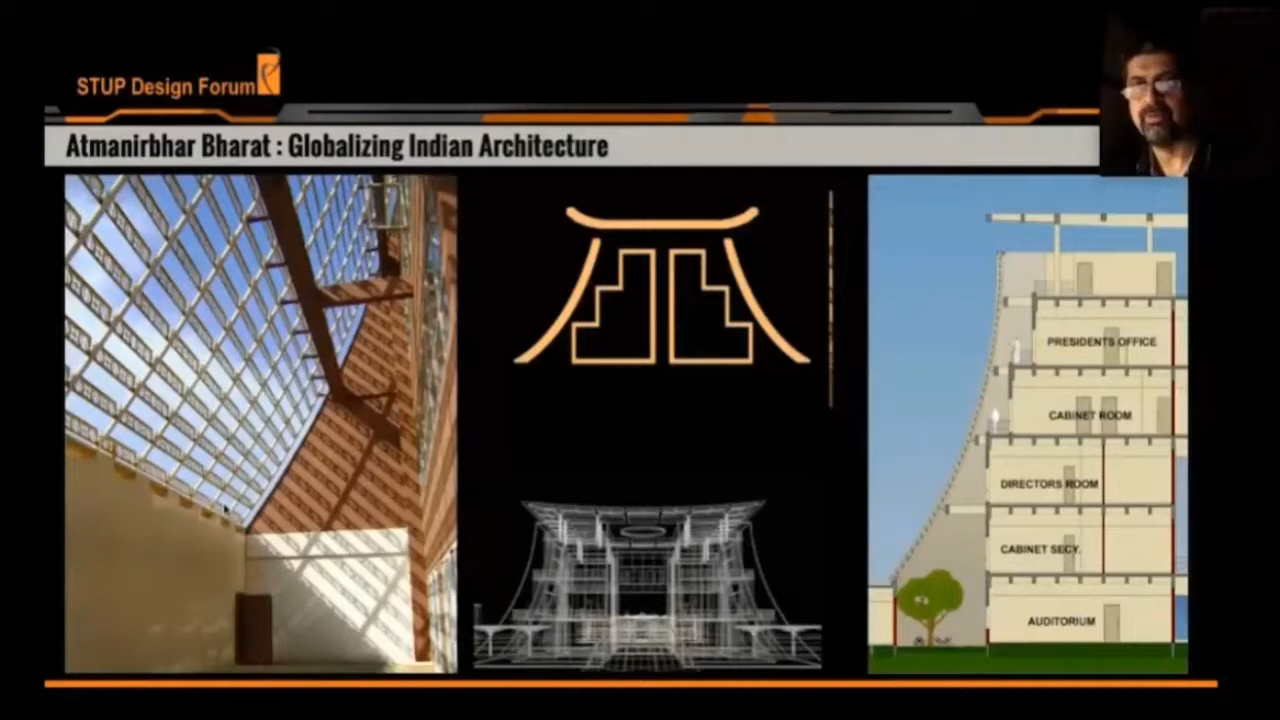 STUP Design Forum
Atmanirbhar Bharat : Globalizing Indian Architecture
PRESIDENTS OFFICE
CABINET ROOM
DIRECTORS ROOM
CABINET SECY.
AUDITORIUM